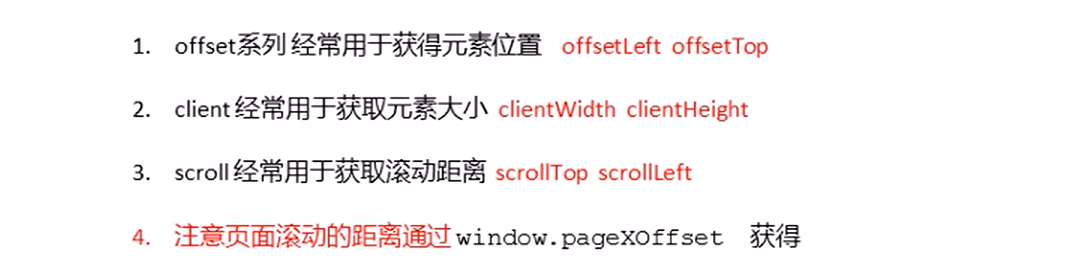 1. offset系列 经常用于获得元素位置 offsetLeft offsetTop
2. client 经常用于获取元素大小 clientWidth clientHeight
3. scroll 经常用于获取滚动距离 scrollTop scrollLeft
4. 注意页面滚动的距离通过 window.pageXOffset 获得